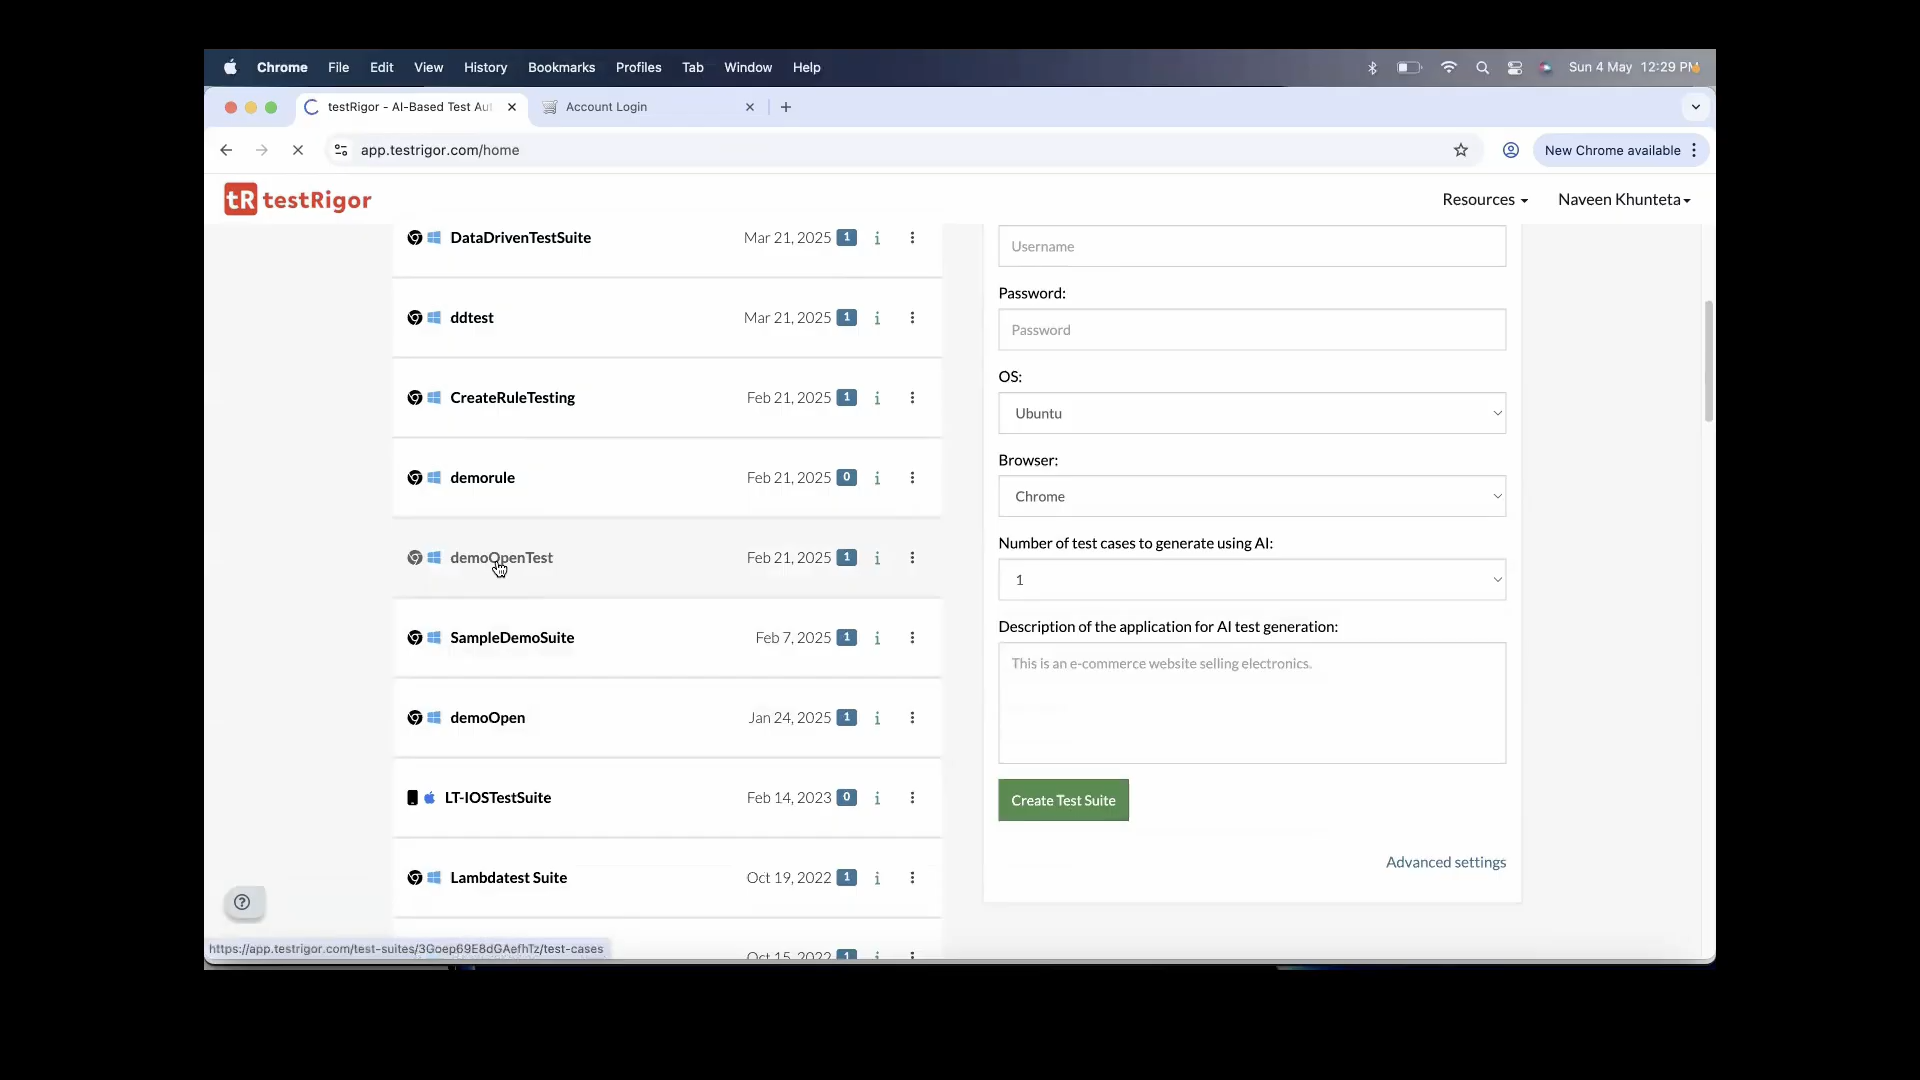 Chrome File Edit View History Bookmarks Profiles Tab Window Help Sun 4 May 12:29 PM
testRigor - AI-Based Test Au Account Login
app.testrigor.com/home New Chrome available
tR testRigor Resources Naveen Khunteta
DataDrivenTestSuite Mar 21, 2025 1 i
Username
Password:
ddtest Mar 21, 2025 1 i
Password
OS:
CreateRuleTesting Feb 21, 2025 1 i
Ubuntu
Browser:
demorule Feb 21, 2025 0 i
Chrome
Number of test cases to generate using AI:
demoOpenTest Feb 21, 2025 1 i
1
Description of the application for AI test generation:
SampleDemoSuite Feb 7, 2025 1 i
This is an e-commerce website selling electronics.
demoOpen Jan 24, 2025 1 i
LT-IOSTestSuite Feb 14, 2023 0 i
Create Test Suite
Advanced settings
Lambdatest Suite Oct 19, 2022 1 i
https://app.testrigor.com/test-suites/3Goep69E8dGAefhTz/test-cases
Oct 15, 2022 1